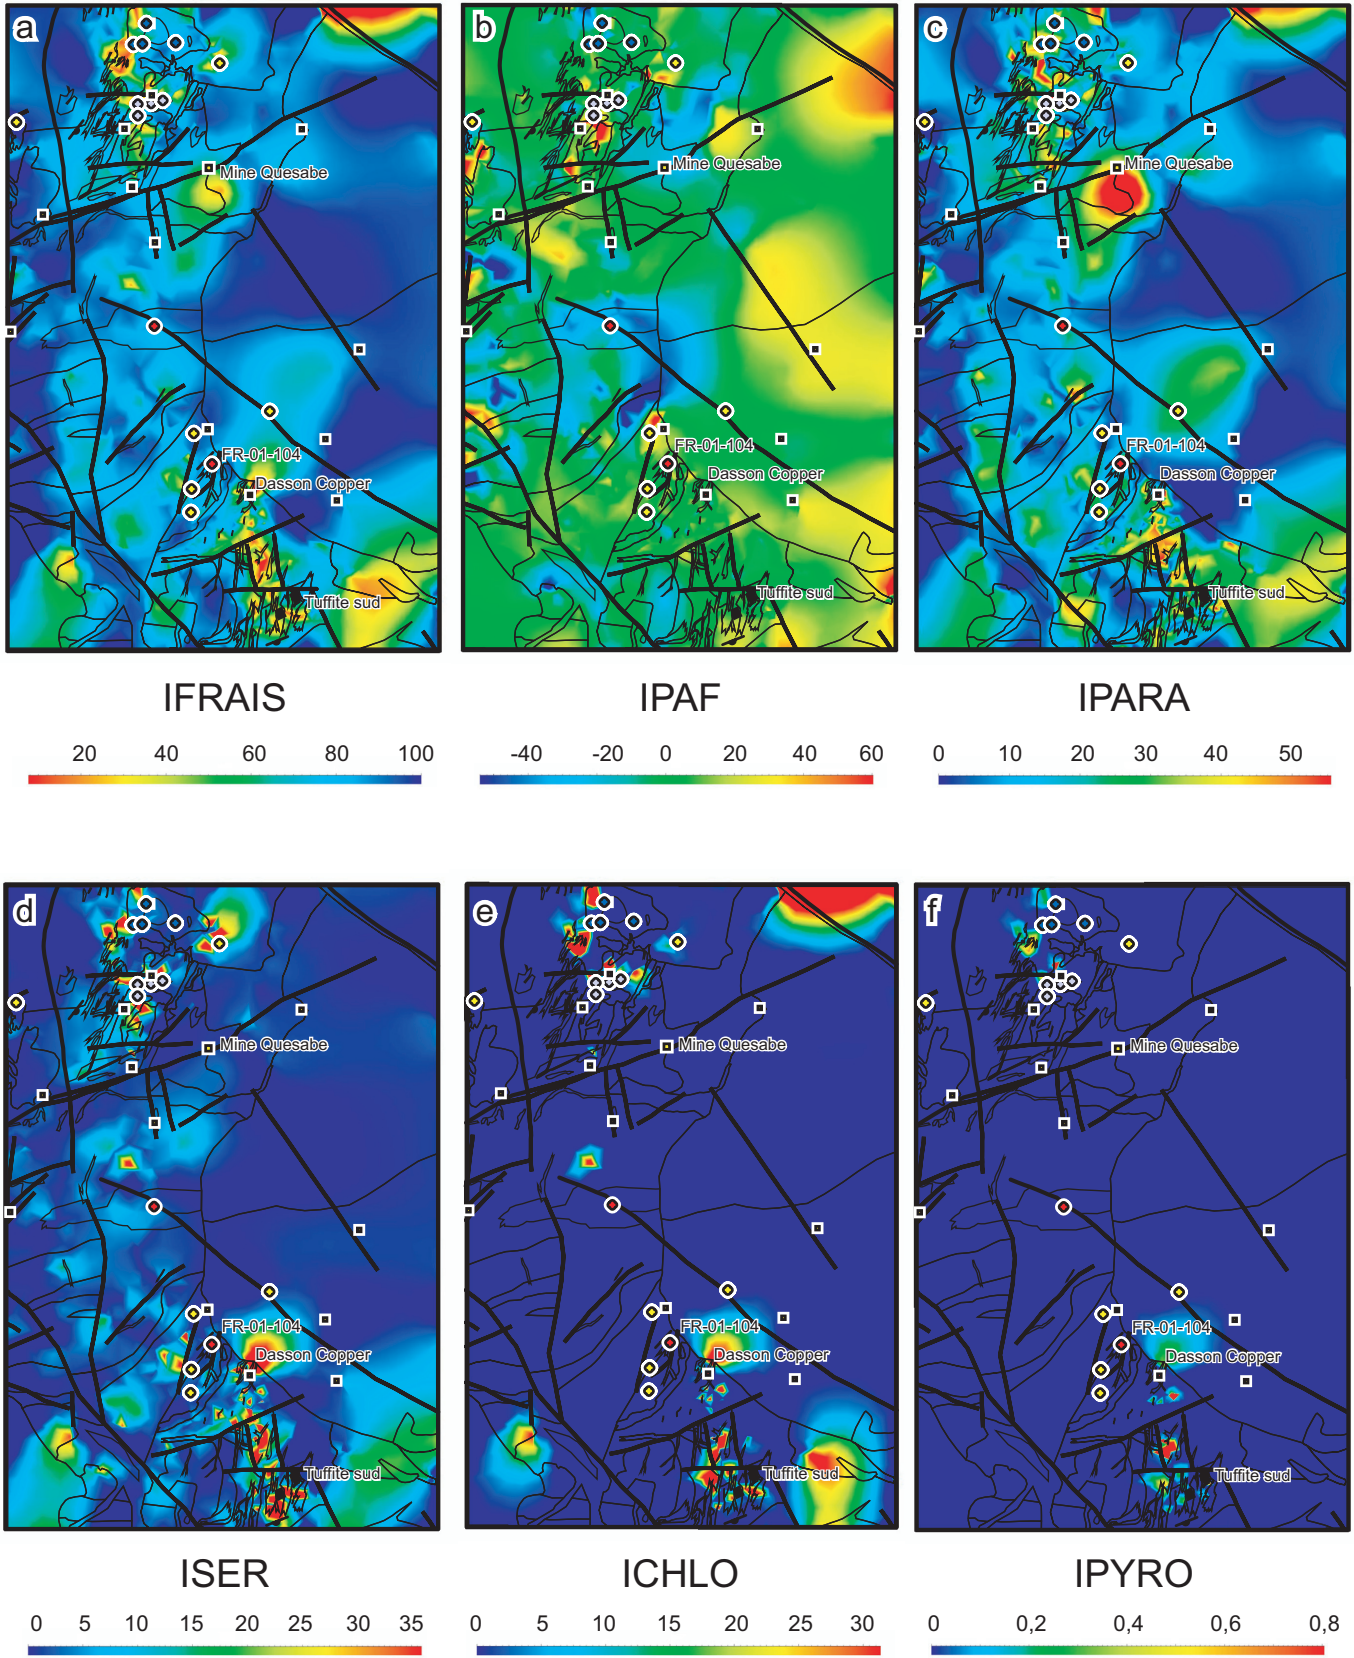 a
b
c
Mine Quesabe
Mine Quesabe
Mine Quesabe
FR-01-104
FR-01-104
FR-01-104
Dasson Copper
Dasson Copper
Dasson Copper
Tuffite sud
Tuffite sud
Tuffite sud
IFRAIS
IPAF
IPARA
20 40 60 80 100
-40 -20 0 20 40 60
0 10 20 30 40 50
d
e
f
Mine Quesabe
Mine Quesabe
Mine Quesabe
FR-01-104
FR-01-104
FR-01-104
Dasson Copper
Dasson Copper
Dasson Copper
Tuffite sud
Tuffite sud
Tuffite sud
ISER
ICHLO
IPYRO
0 5 10 15 20 25 30 35
0 5 10 15 20 25 30
0 0,2 0,4 0,6 0,8